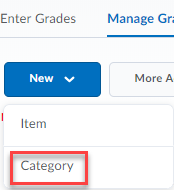 Enter Grades Manage Gra
New More A
Item
Category